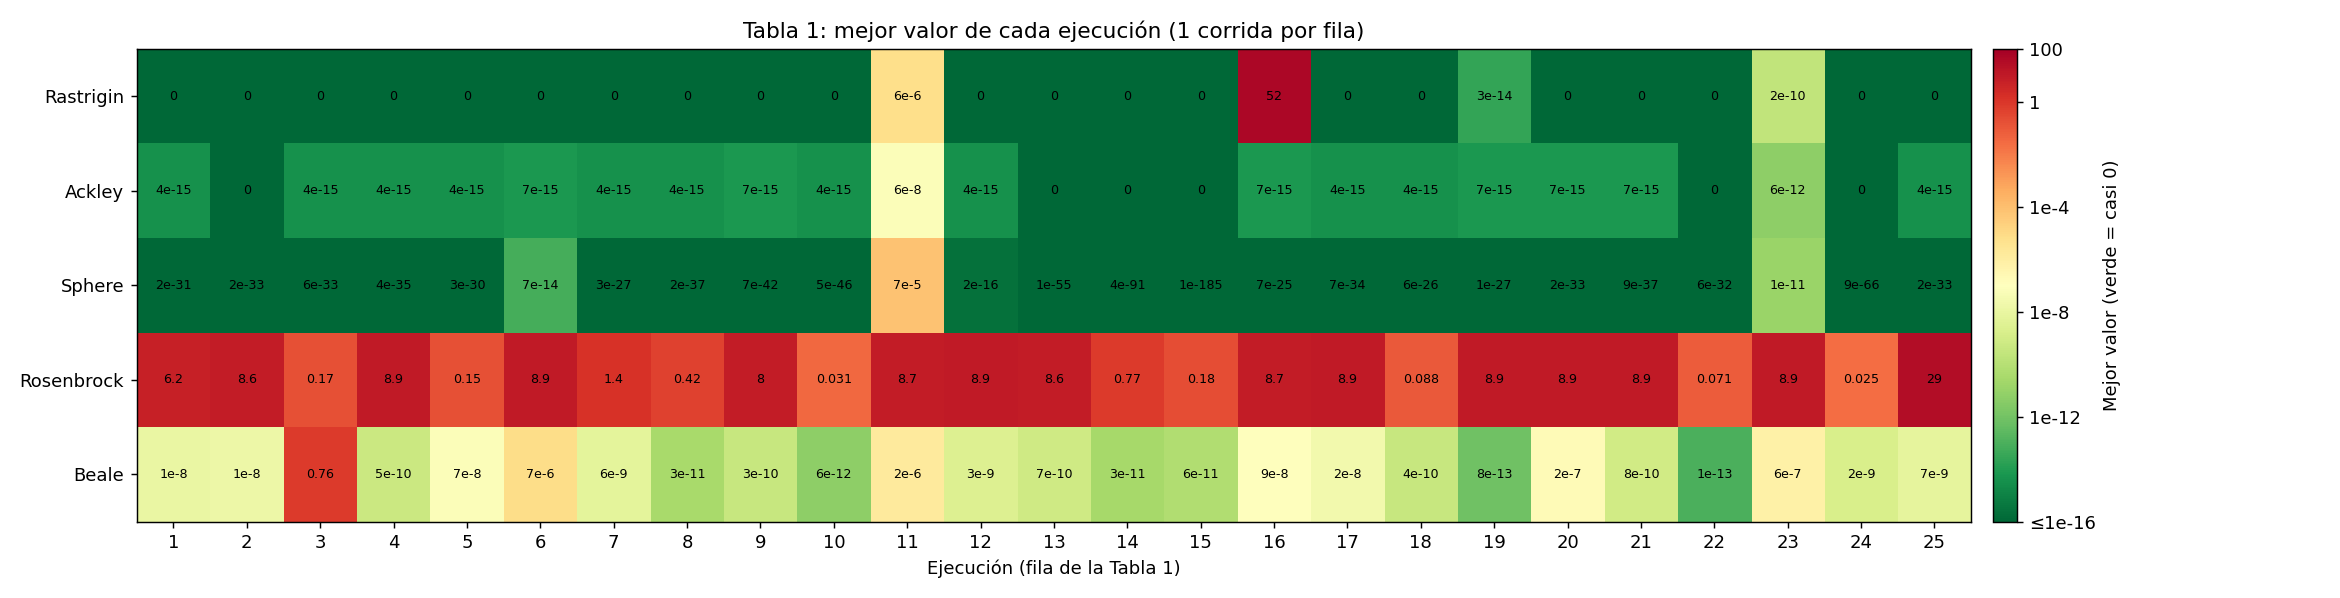 Tabla 1: mejor valor de cada ejecución (1 corrida por fila)
Rastrigin 0 0 0 0 0 0 0 0 0 0 6e-6 0 0 0 0 52 0 0 3e-14 0 0 0 2e-10 0 0
Ackley 4e-15 0 4e-15 4e-15 4e-15 7e-15 4e-15 4e-15 7e-15 4e-15 6e-8 4e-15 0 0 0 7e-15 4e-15 4e-15 7e-15 7e-15 7e-15 0 6e-12 0 4e-15
Sphere 2e-31 2e-33 6e-33 4e-35 3e-30 7e-14 3e-27 2e-37 7e-42 5e-46 7e-5 2e-16 1e-55 4e-91 1e-185 7e-25 7e-34 6e-26 1e-27 2e-33 9e-37 6e-32 1e-11 9e-66 2e-33
Rosenbrock 6.2 8.6 0.17 8.9 0.15 8.9 1.4 0.42 8 0.031 8.7 8.9 8.6 0.77 0.18 8.7 8.9 0.088 8.9 8.9 8.9 0.071 8.9 0.025 29
Beale 1e-8 1e-8 0.76 5e-10 7e-8 7e-6 6e-9 3e-11 3e-10 6e-12 2e-6 3e-9 7e-10 3e-11 6e-11 9e-8 2e-8 4e-10 8e-13 2e-7 8e-10 1e-13 6e-7 2e-9 7e-9
1 2 3 4 5 6 7 8 9 10 11 12 13 14 15 16 17 18 19 20 21 22 23 24 25
Ejecución (fila de la Tabla 1)
100
1
1e-4
1e-8
1e-12
≤1e-16
Mejor valor (verde = casi 0)